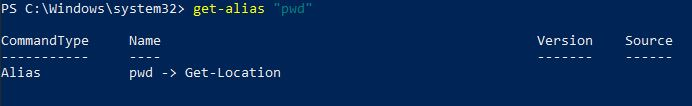 PS C:\Windows\system32> get-alias "pwd"
CommandType     Name                                               Version    Source
-----------     ----                                               -------    ------
Alias           pwd -> Get-Location